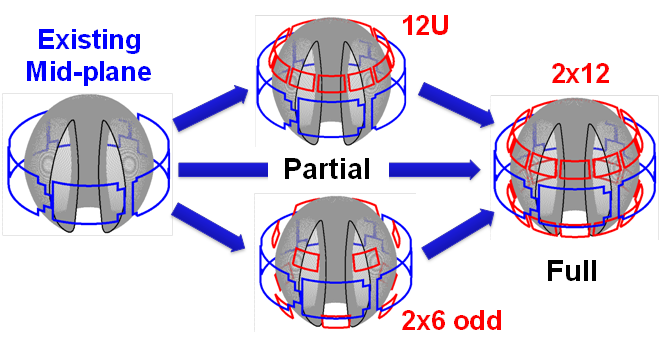 Existing
Mid-plane
12U
2x12
Partial
Full
2x6 odd